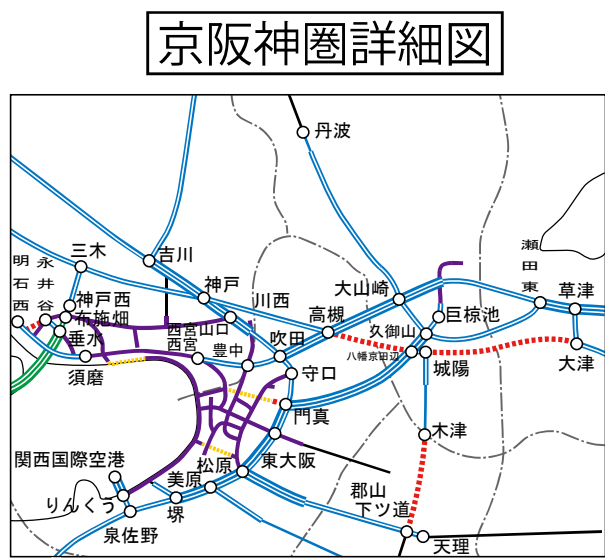 京阪神圏詳細図
丹波
瀬田東
明石西
永井谷
三木
吉川
神戸
川西
大山崎
草津
神戸西
布施畑
垂水
西宮山口
西宮
豊中
吹田
高槻
久御山
巨椋池
八幡京田辺
城陽
大津
須磨
守口
門真
木津
東大阪
松原
美原
堺
関西国際空港
りんくう
泉佐野
郡山
下ツ道
天理